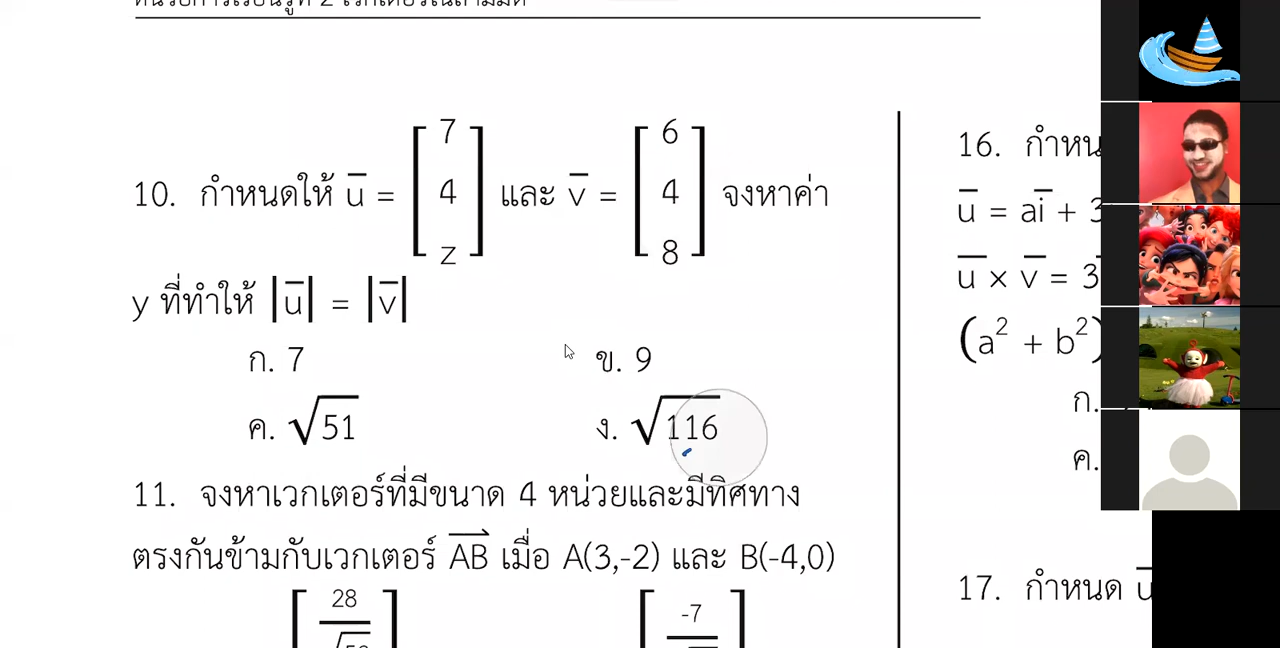 10. กำหนดให้ u̅ = [7 4 z] และ v̅ = [6 4 8] จงหาค่า
y ที่ทำให้ |u̅| = |v̅|
ก. 7 ข. 9
ค. √51 ง. √116
11. จงหาเวกเตอร์ที่มีขนาด 4 หน่วยและมีทิศทาง
ตรงกันข้ามกับเวกเตอร์ AB เมื่อ A(3,-2) และ B(-4,0)
28
-7
16.
u̅ = ai̅ + 3
u̅ × v̅ = 3
(a² + b²)
ก.
ค.
17. กำหนด u̅